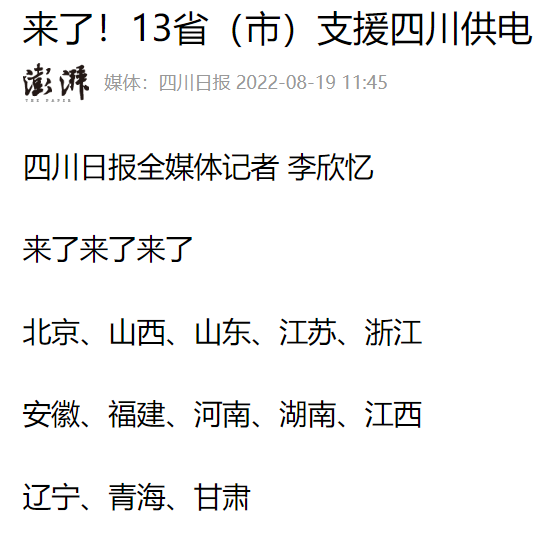 来了！13省（市）支援四川供电
澎湃 媒体：四川日报 2022-08-19 11:45
THE PAPER
四川日报全媒体记者 李欣忆
来了来了来了
北京、山西、山东、江苏、浙江
安徽、福建、河南、湖南、江西
辽宁、青海、甘肃